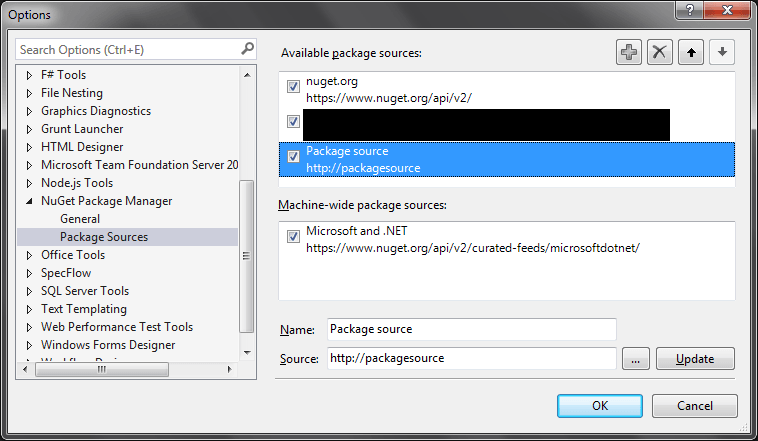 Options
Search Options (Ctrl+E)
F# Tools
File Nesting
Graphics Diagnostics
Grunt Launcher
HTML Designer
Microsoft Team Foundation Server 20
Node.js Tools
NuGet Package Manager
General
Package Sources
Office Tools
SpecFlow
SQL Server Tools
Text Templating
Web Performance Test Tools
Windows Forms Designer
Available package sources:
nuget.org
https://www.nuget.org/api/v2/
Package source
http://packagesource
Machine-wide package sources:
Microsoft and .NET
https://www.nuget.org/api/v2/curated-feeds/microsoftdotnet/
Name:
Package source
Source:
http://packagesource
...
Update
OK
Cancel